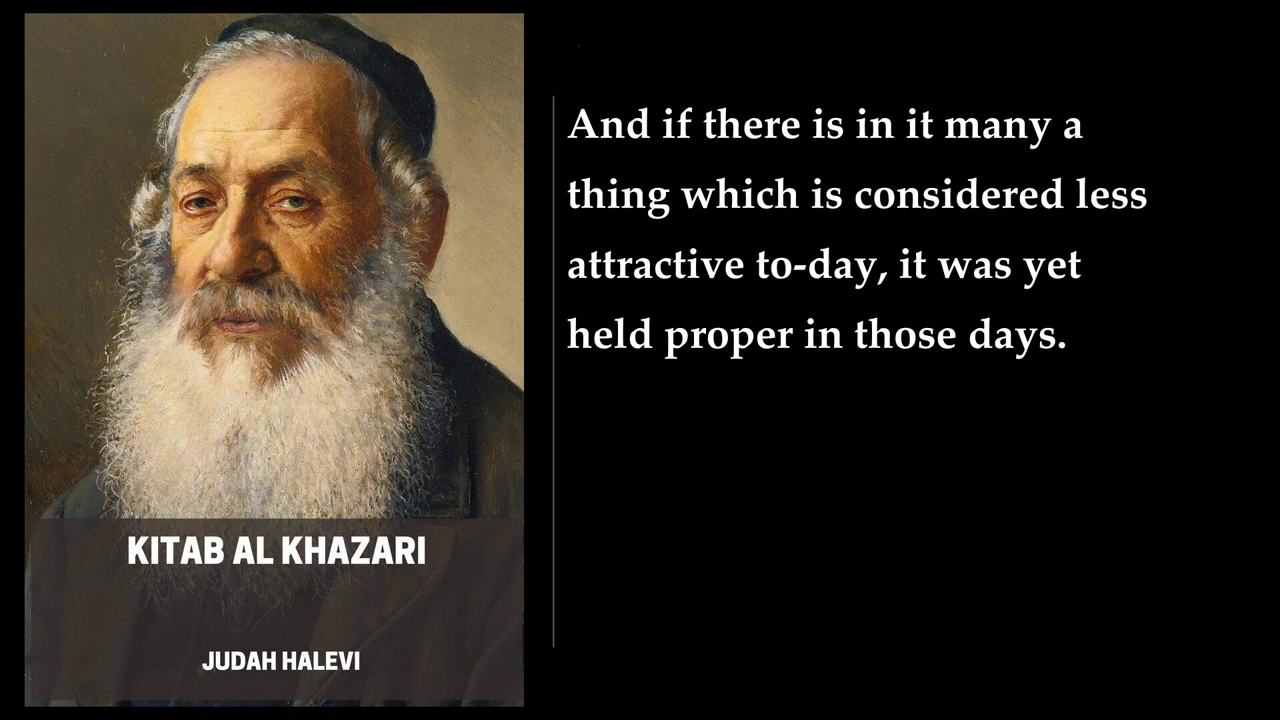 And if there is in it many a
thing which is considered less
attractive to-day, it was yet
held proper in those days.
KITAB AL KHAZARI
JUDAH HALEVI